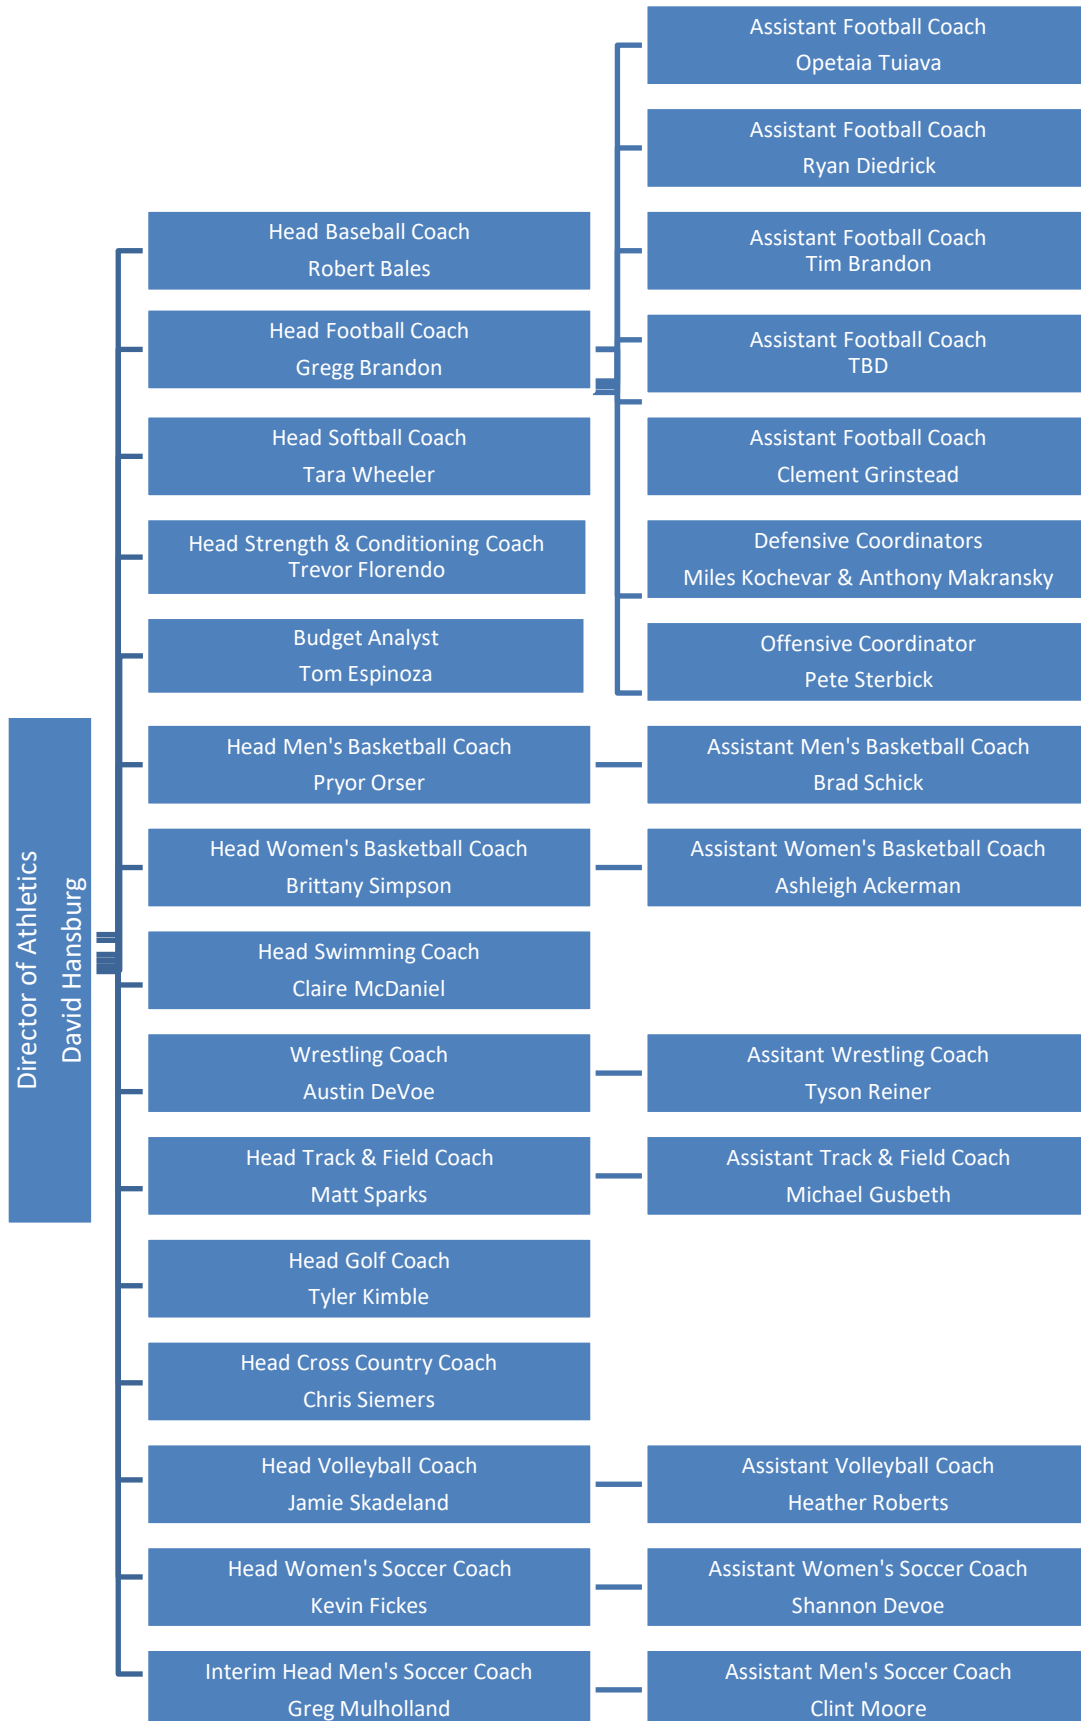 Director of Athletics
David Hansburg
Head Baseball Coach
Robert Bales
Head Football Coach
Gregg Brandon
Assistant Football Coach
Opetaia Tuiava
Assistant Football Coach
Ryan Diedrick
Assistant Football Coach
Tim Brandon
Assistant Football Coach
TBD
Assistant Football Coach
Clement Grinstead
Defensive Coordinators
Miles Kochevar & Anthony Makransky
Offensive Coordinator
Pete Sterbick
Head Softball Coach
Tara Wheeler
Head Strength & Conditioning Coach
Trevor Florendo
Budget Analyst
Tom Espinoza
Head Men's Basketball Coach
Pryor Orser
Assistant Men's Basketball Coach
Brad Schick
Head Women's Basketball Coach
Brittany Simpson
Assistant Women's Basketball Coach
Ashleigh Ackerman
Head Swimming Coach
Claire McDaniel
Wrestling Coach
Austin DeVoe
Assitant Wrestling Coach
Tyson Reiner
Head Track & Field Coach
Matt Sparks
Assistant Track & Field Coach
Michael Gusbeth
Head Golf Coach
Tyler Kimble
Head Cross Country Coach
Chris Siemers
Head Volleyball Coach
Jamie Skadeland
Assistant Volleyball Coach
Heather Roberts
Head Women's Soccer Coach
Kevin Fickes
Assistant Women's Soccer Coach
Shannon Devoe
Interim Head Men's Soccer Coach
Greg Mulholland
Assistant Men's Soccer Coach
Clint Moore